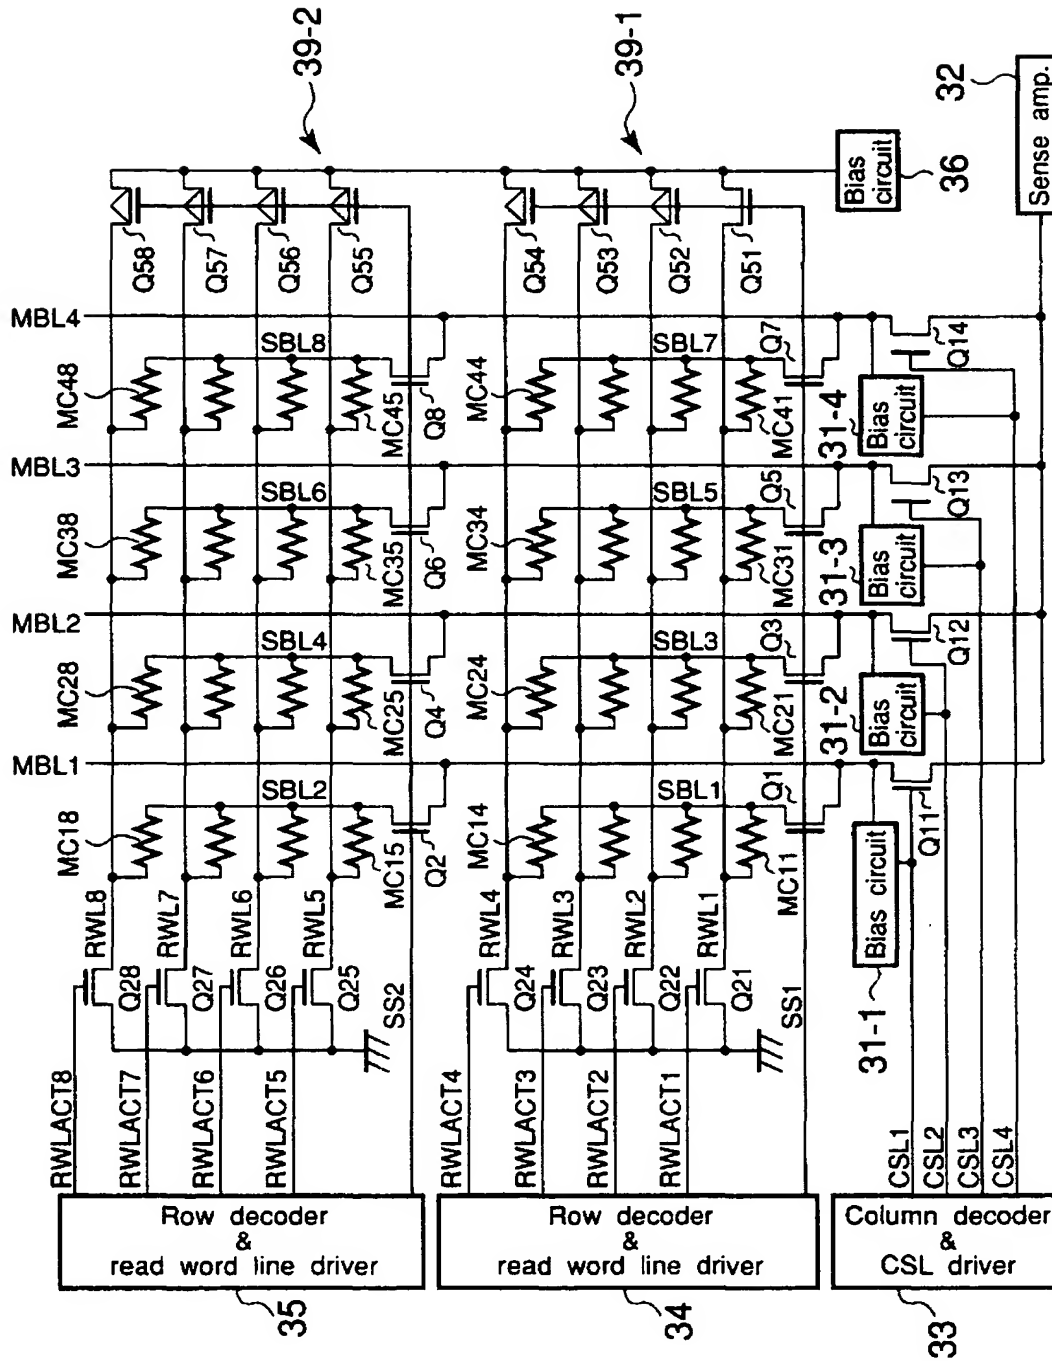 39-2
39-1
32
Sense amp.
Bias
circuit
36
Q58
Q57
Q56
Q55
Q54
Q53
Q52
Q51
MBL4
MC48
SBL8
MC45
Q8
MC44
SBL7
MC41
Q7
31-4
Bias
circuit
Q14
MBL3
MC38
SBL6
MC35
Q6
MC34
SBL5
MC31
Q5
31-3
Bias
circuit
Q13
MBL2
MC28
SBL4
MC25
Q4
MC24
SBL3
MC21
Q3
31-2
Bias
circuit
Q12
MBL1
MC18
SBL2
MC15
Q2
MC14
SBL1
MC11
Q1
Bias circuit
31-1
Q11
RWL8
RWL7
RWL6
RWL5
RWL4
RWL3
RWL2
RWL1
Q28
Q27
Q26
Q25
SS2
Q24
Q23
Q22
Q21
SS1
RWLACT8
RWLACT7
RWLACT6
RWLACT5
RWLACT4
RWLACT3
RWLACT2
RWLACT1
CSL1
CSL2
CSL3
CSL4
Row decoder
&
read word line driver
35
Row decoder
&
read word line driver
34
Column decoder
&
CSL driver
33